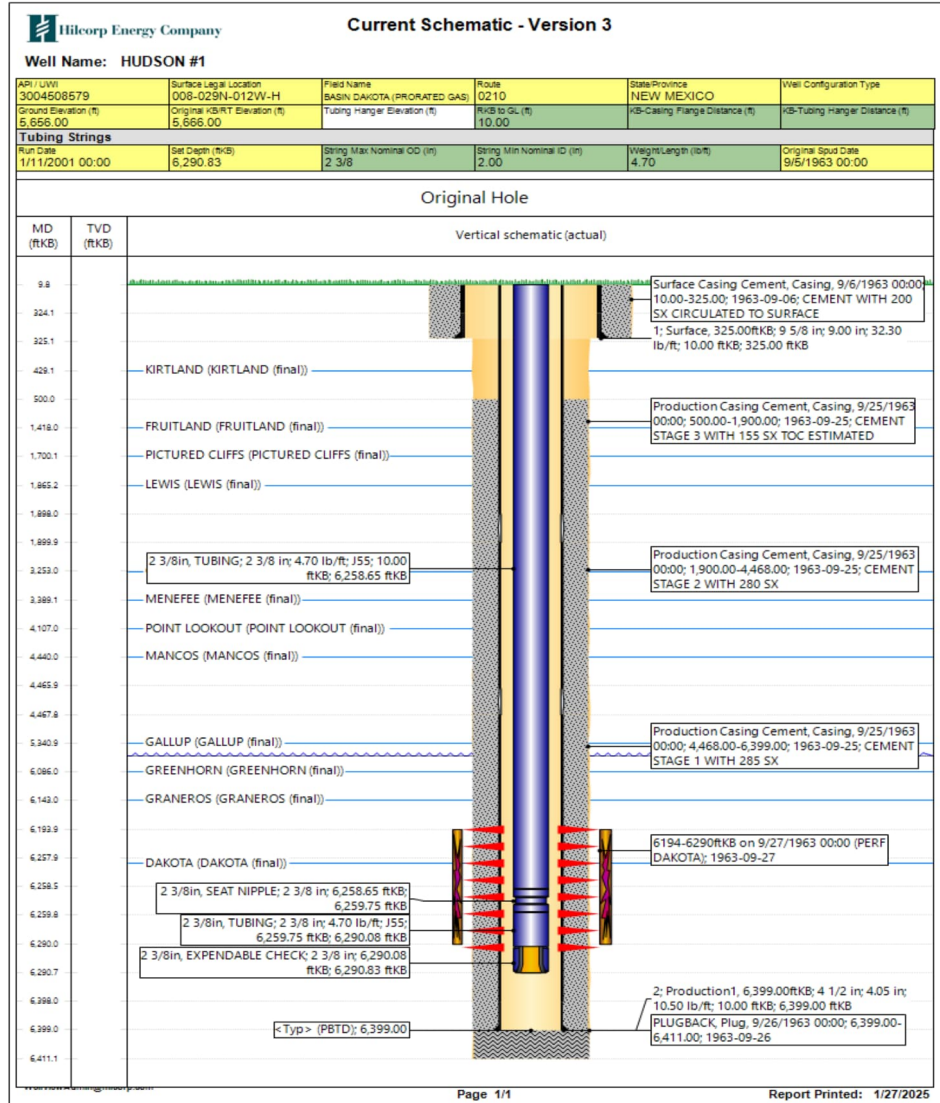 Hilcorp Energy Company
Current Schematic - Version 3
Well Name: HUDSON #1
API / UWI
3004508579
Surface Legal Location
008-029N-012W-H
Field Name
BASIN DAKOTA (PRORATED GAS)
Route
0210
State/Province
NEW MEXICO
Well Configuration Type
Ground Elevation (ft)
5,656.00
Original KB/RT Elevation (ft)
5,666.00
Tubing Hanger Elevation (ft)
RKB to GL (ft)
10.00
KB-Casing Flange Distance (ft)
KB-Tubing Hanger Distance (ft)
Tubing Strings
Run Date
1/11/2001 00:00
Set Depth (ftKB)
6,290.83
String Max Nominal OD (in)
2 3/8
String Min Nominal ID (in)
2.00
Weight/Length (lb/ft)
4.70
Original Spud Date
9/5/1963 00:00
Original Hole
MD
(ftKB)
TVD
(ftKB)
Vertical schematic (actual)
9.8
324.1
325.1
429.1
500.0
1,418.0
1,700.1
1,865.2
1,898.0
1,899.9
3,253.0
3,389.1
4,107.0
4,440.0
4,465.9
4,467.8
5,340.9
6,086.0
6,143.0
6,193.9
6,257.9
6,258.5
6,259.8
6,290.0
6,290.7
6,398.0
6,399.0
6,411.1
KIRTLAND (KIRTLAND (final))
FRUITLAND (FRUITLAND (final))
PICTURED CLIFFS (PICTURED CLIFFS (final))
LEWIS (LEWIS (final))
2 3/8in, TUBING; 2 3/8 in; 4.70 lb/ft; J55; 10.00
ftKB; 6,258.65 ftKB
MENEFEE (MENEFEE (final))
POINT LOOKOUT (POINT LOOKOUT (final))
MANCOS (MANCOS (final))
GALLUP (GALLUP (final))
GREENHORN (GREENHORN (final))
GRANEROS (GRANEROS (final))
DAKOTA (DAKOTA (final))
2 3/8in, SEAT NIPPLE; 2 3/8 in; 6,258.65 ftKB;
6,259.75 ftKB
2 3/8in, TUBING; 2 3/8 in; 4.70 lb/ft; J55;
6,259.75 ftKB; 6,290.08 ftKB
2 3/8in, EXPENDABLE CHECK; 2 3/8 in; 6,290.08
ftKB; 6,290.83 ftKB
<Typ> (PBTD); 6,399.00
Surface Casing Cement, Casing, 9/6/1963 00:00;
10.00-325.00; 1963-09-06; CEMENT WITH 200
SX CIRCULATED TO SURFACE
1; Surface, 325.00ftKB; 9 5/8 in; 9.00 in; 32.30
lb/ft; 10.00 ftKB; 325.00 ftKB
Production Casing Cement, Casing, 9/25/1963
00:00; 500.00-1,900.00; 1963-09-25; CEMENT
STAGE 3 WITH 155 SX TOC ESTIMATED
Production Casing Cement, Casing, 9/25/1963
00:00; 1,900.00-4,468.00; 1963-09-25; CEMENT
STAGE 2 WITH 280 SX
Production Casing Cement, Casing, 9/25/1963
00:00; 4,468.00-6,399.00; 1963-09-25; CEMENT
STAGE 1 WITH 285 SX
6194-6290ftKB on 9/27/1963 00:00 (PERF
DAKOTA); 1963-09-27
2; Production1, 6,399.00ftKB; 4 1/2 in; 4.05 in;
10.50 lb/ft; 10.00 ftKB; 6,399.00 ftKB
PLUGBACK, Plug, 9/26/1963 00:00; 6,399.00-
6,411.00; 1963-09-26
Page 1/1
Report Printed: 1/27/2025